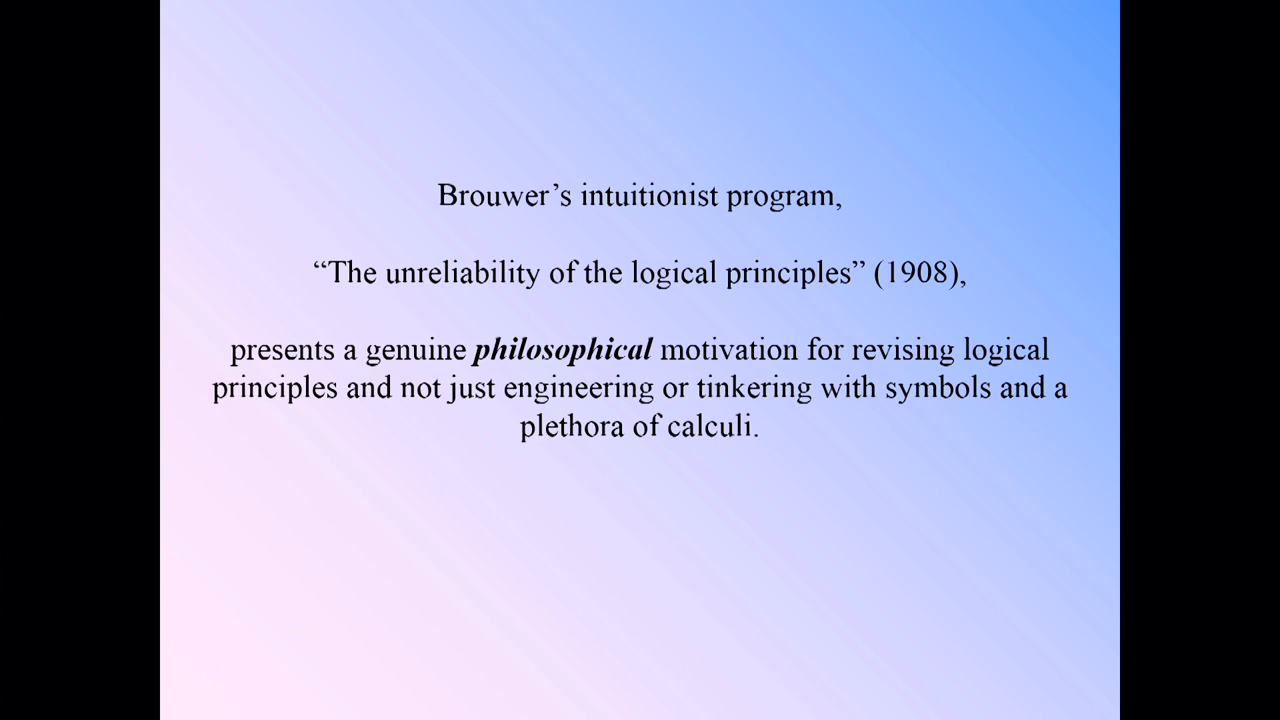 Brouwer’s intuitionist program,
“The unreliability of the logical principles” (1908),
presents a genuine philosophical motivation for revising logical
principles and not just engineering or tinkering with symbols and a
plethora of calculi.